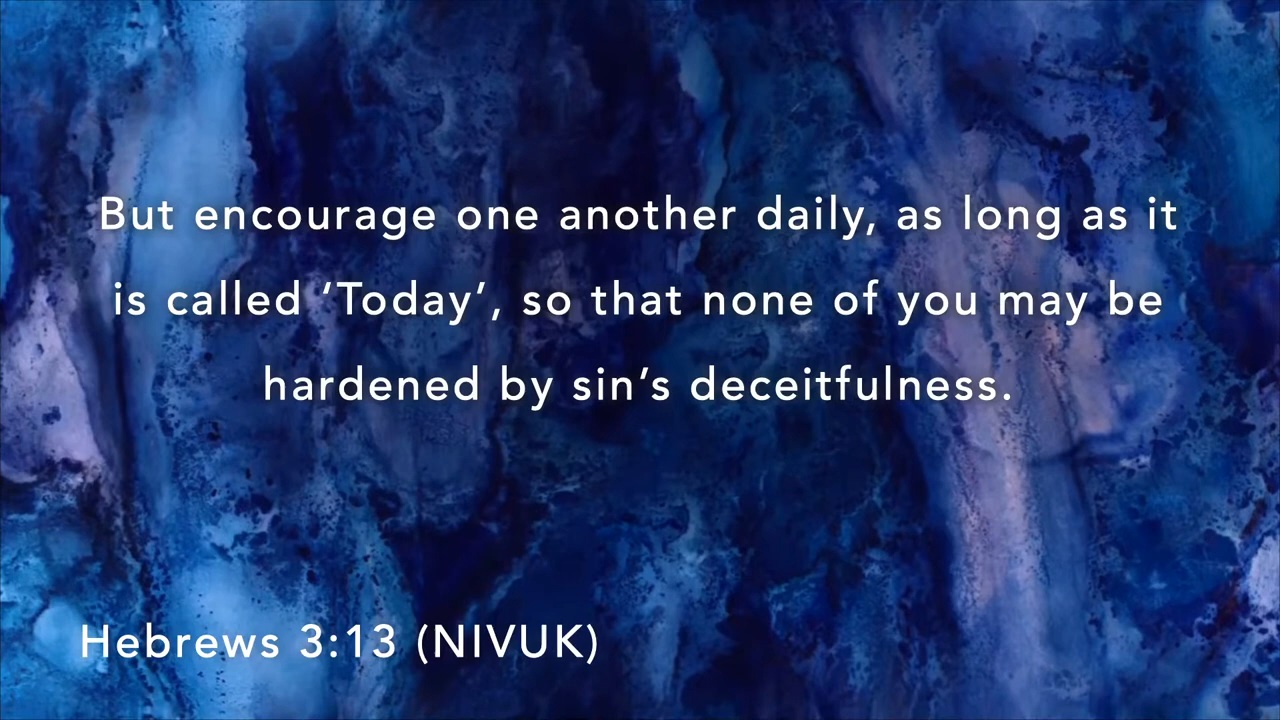 But encourage one another daily, as long as it
is called ‘Today’, so that none of you may be
hardened by sin’s deceitfulness.
Hebrews 3:13 (NIVUK)